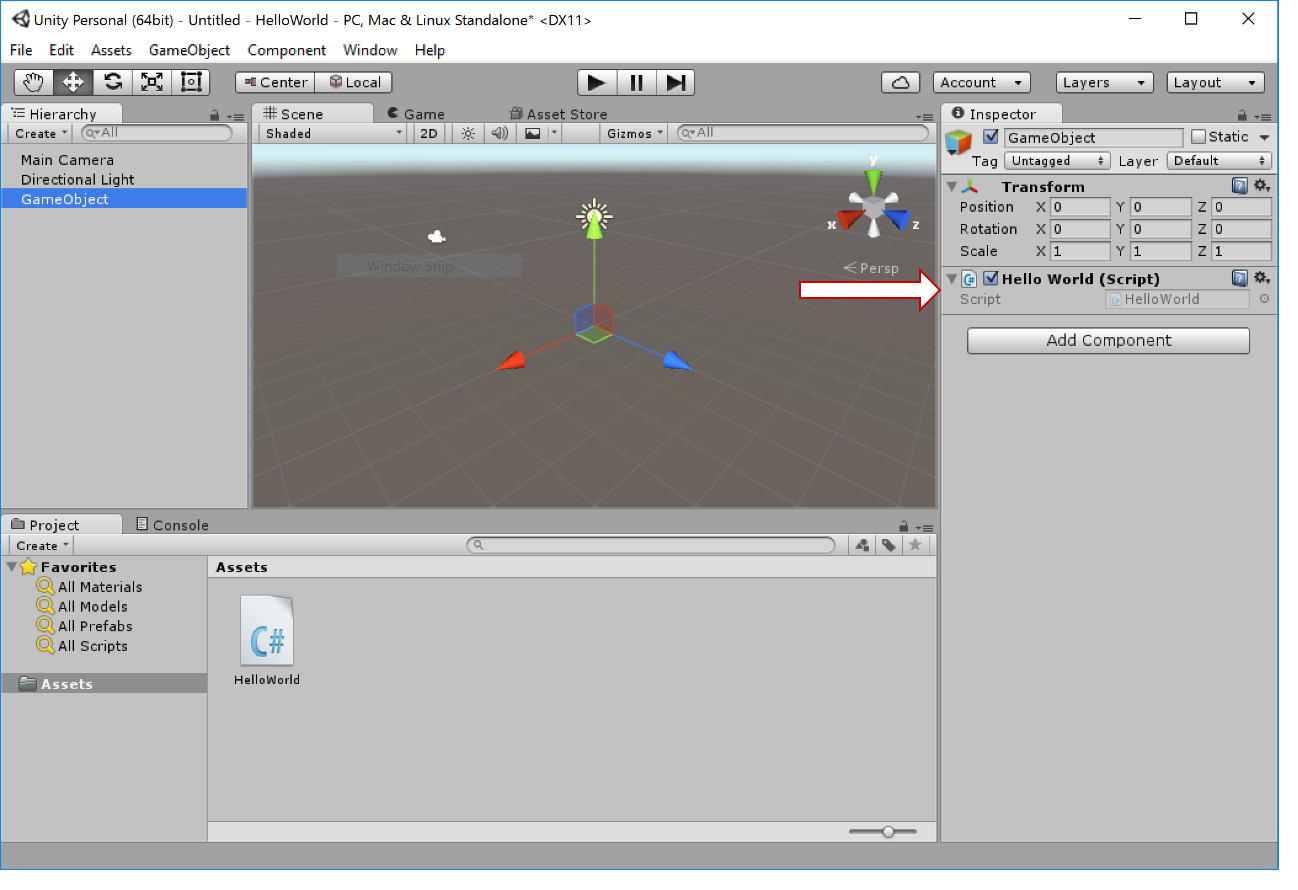 Unity Personal (64bit) - Untitled - HelloWorld - PC, Mac & Linux Standalone* <DX11>
File Edit Assets GameObject Component Window Help
Center Local Account Layers Layout
Hierarchy
Create All
Main Camera
Directional Light
GameObject
Scene Game Asset Store
Shaded 2D Gizmos All
y
x z
Persp
Window Snip
Inspector
GameObject Static
Tag Untagged Layer Default
Transform
Position X 0 Y 0 Z 0
Rotation X 0 Y 0 Z 0
Scale X 1 Y 1 Z 1
C# Hello World (Script)
Script HelloWorld
Add Component
Project Console
Create
Favorites
All Materials
All Models
All Prefabs
All Scripts
Assets
Assets
C#
HelloWorld